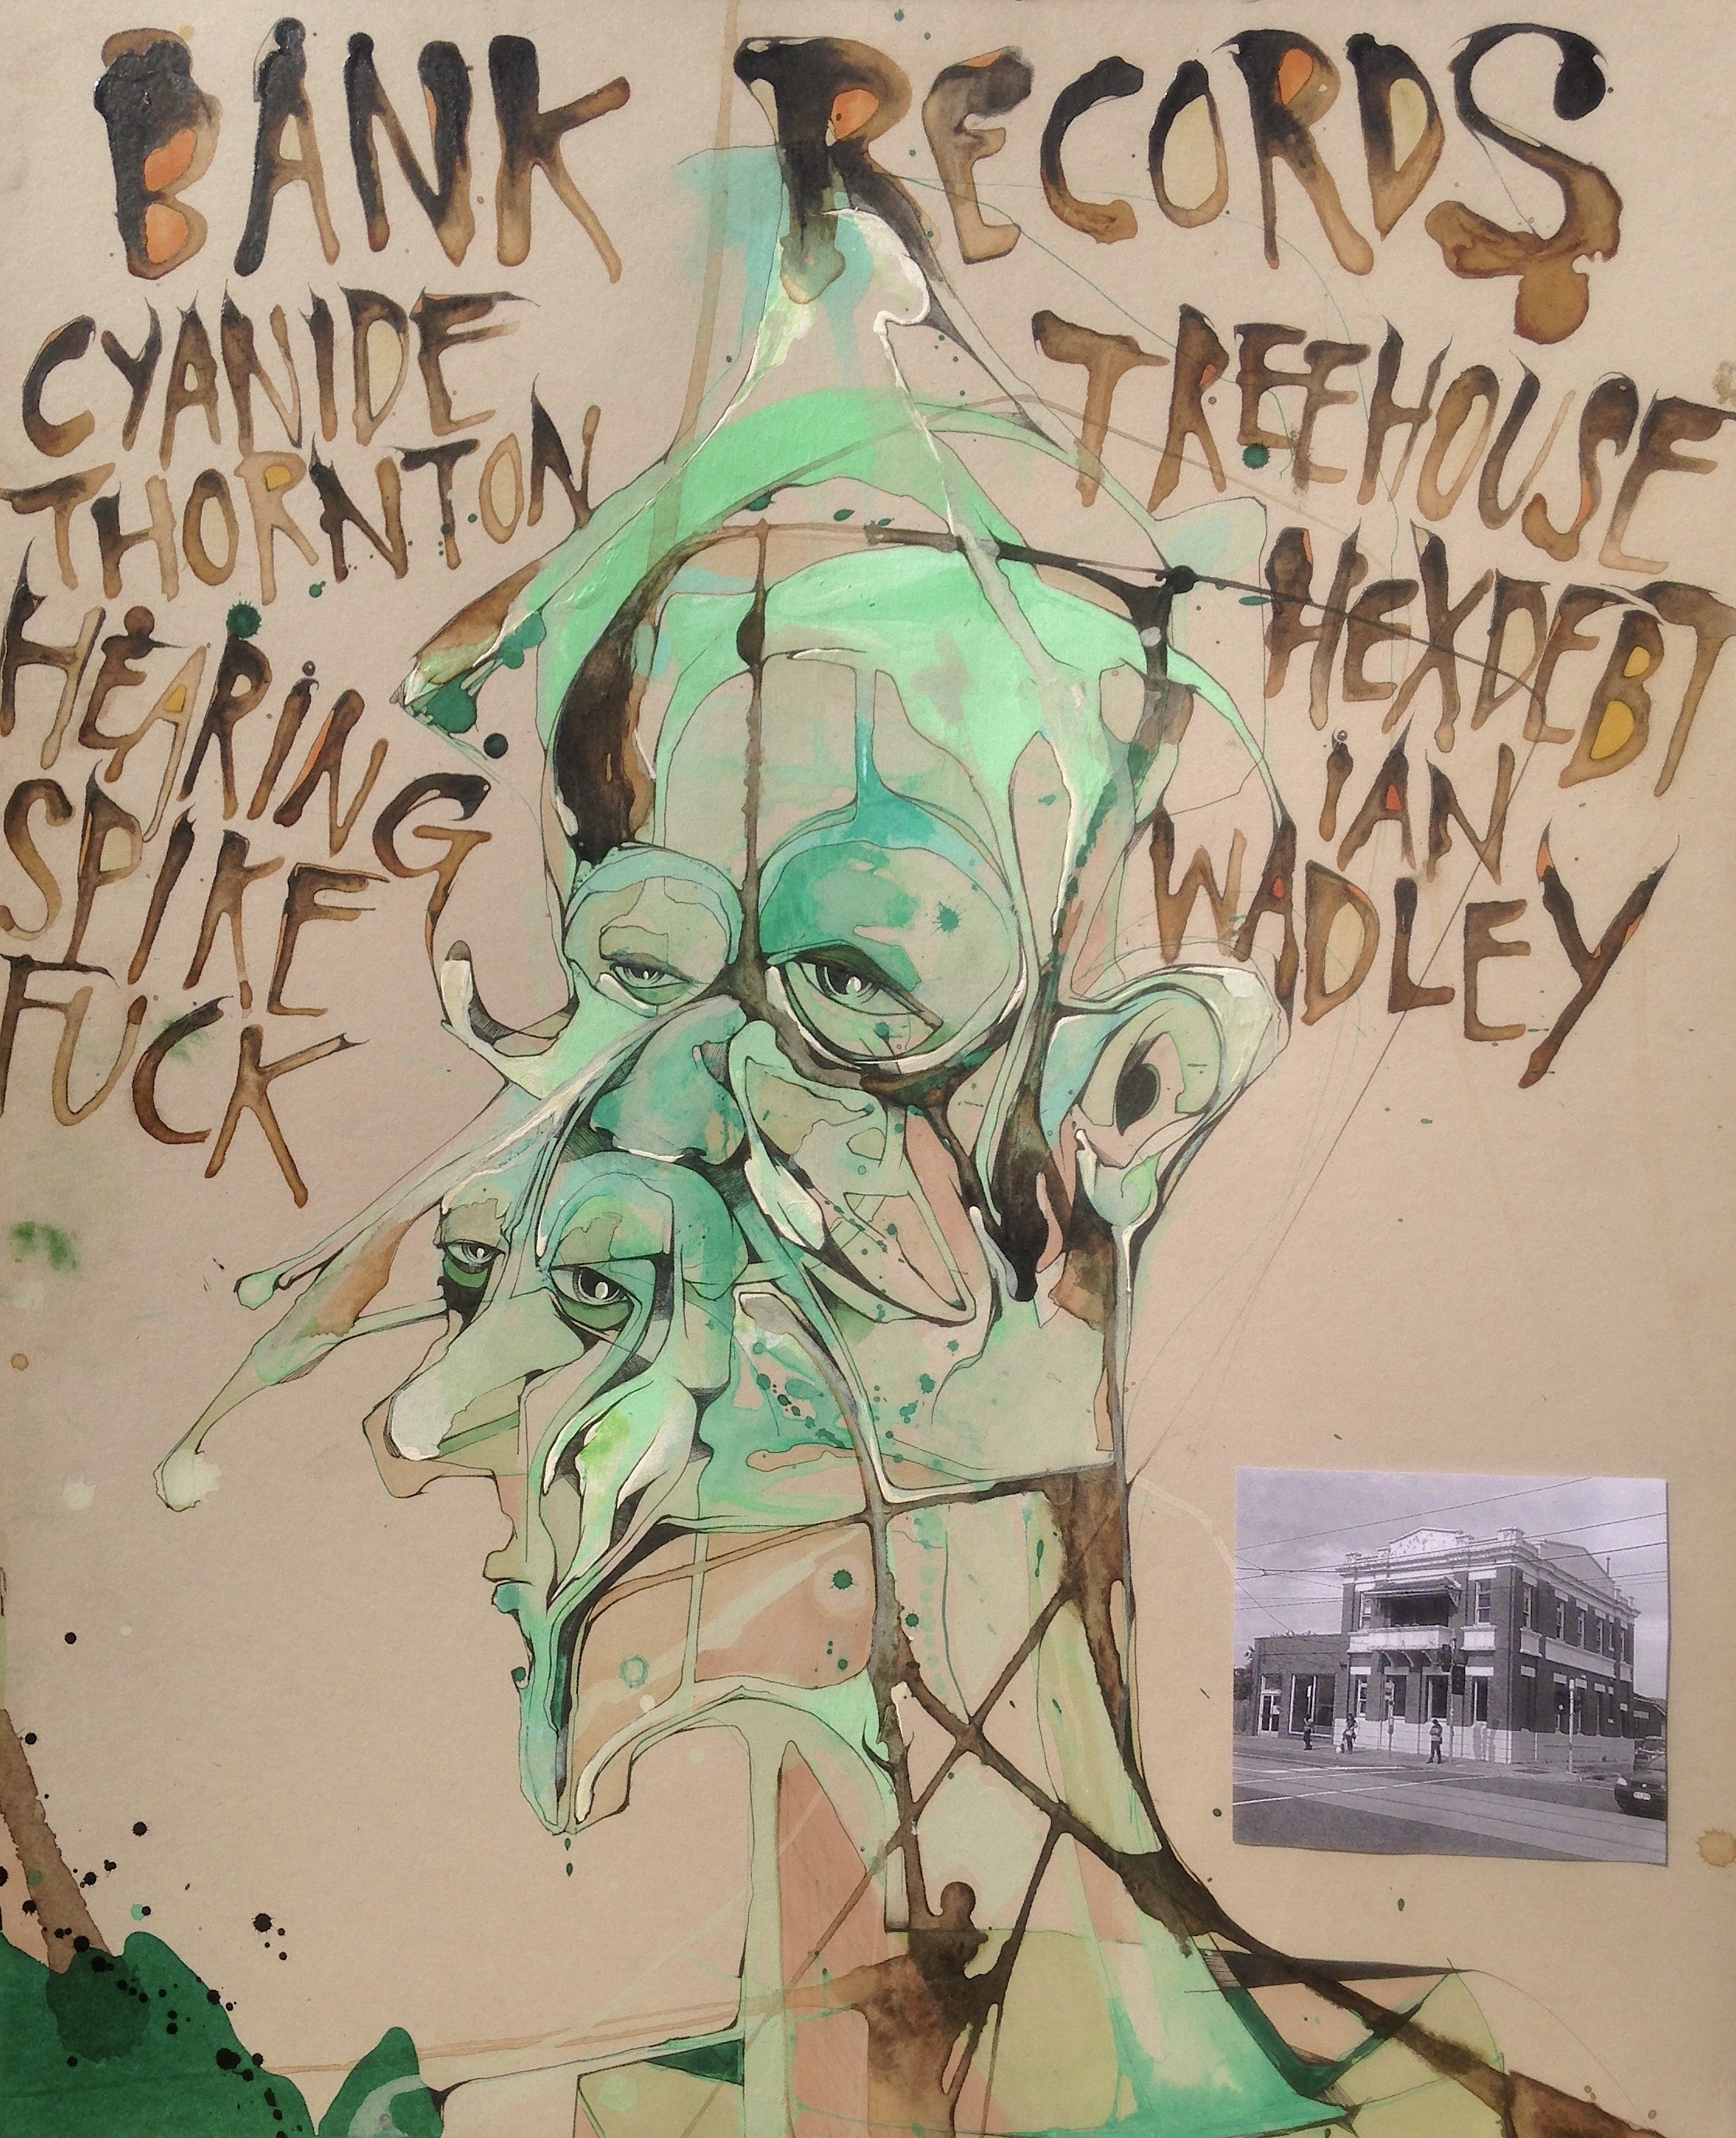 BANK RECORDS
CYANIDE
THORNTON
HEARING
SPIKE
FUCK
TREEHOUSE
HEXDEBT
IAN
WADLEY